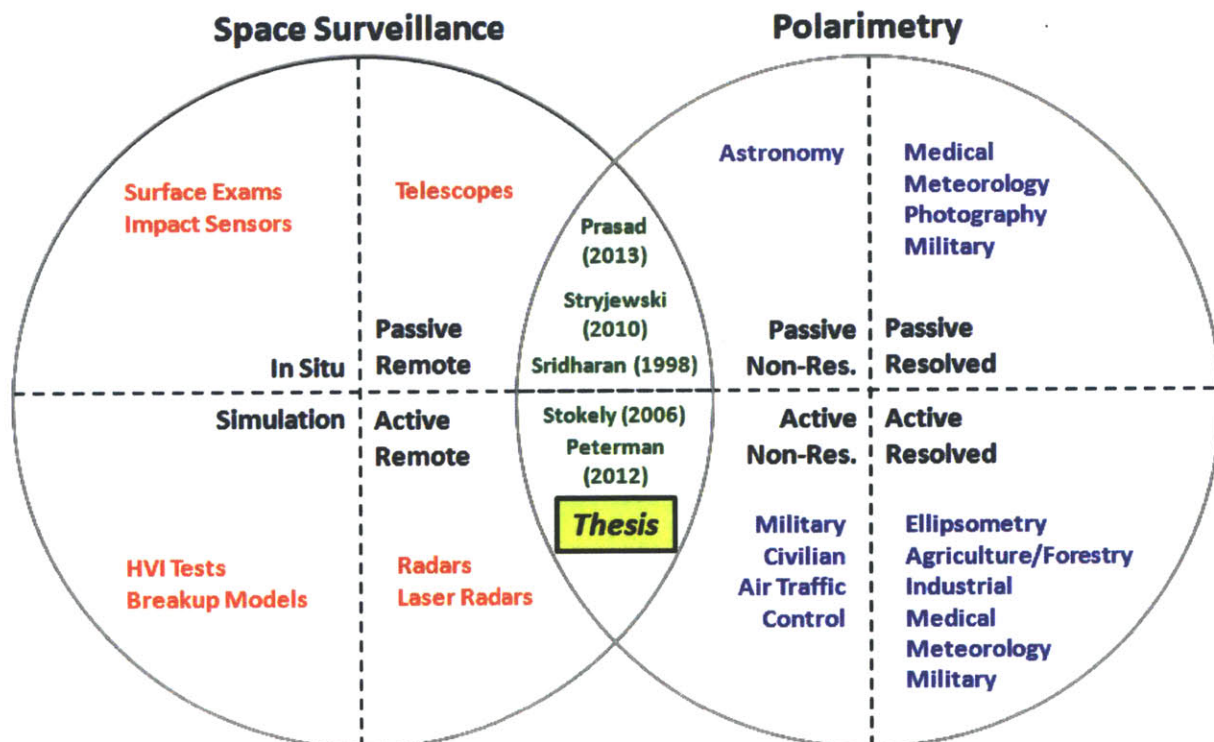 Space Surveillance
Polarimetry
Surface Exams
Impact Sensors
Telescopes
In Situ
Passive
Remote
Simulation
Active
Remote
HVI Tests
Breakup Models
Radars
Laser Radars
Prasad
(2013)
Stryjewski
(2010)
Sridharan (1998)
Stokely (2006)
Peterman
(2012)
Thesis
Astronomy
Medical
Meteorology
Photography
Military
Passive
Non-Res.
Passive
Resolved
Active
Non-Res.
Active
Resolved
Military
Civilian
Air Traffic
Control
Ellipsometry
Agriculture/Forestry
Industrial
Medical
Meteorology
Military